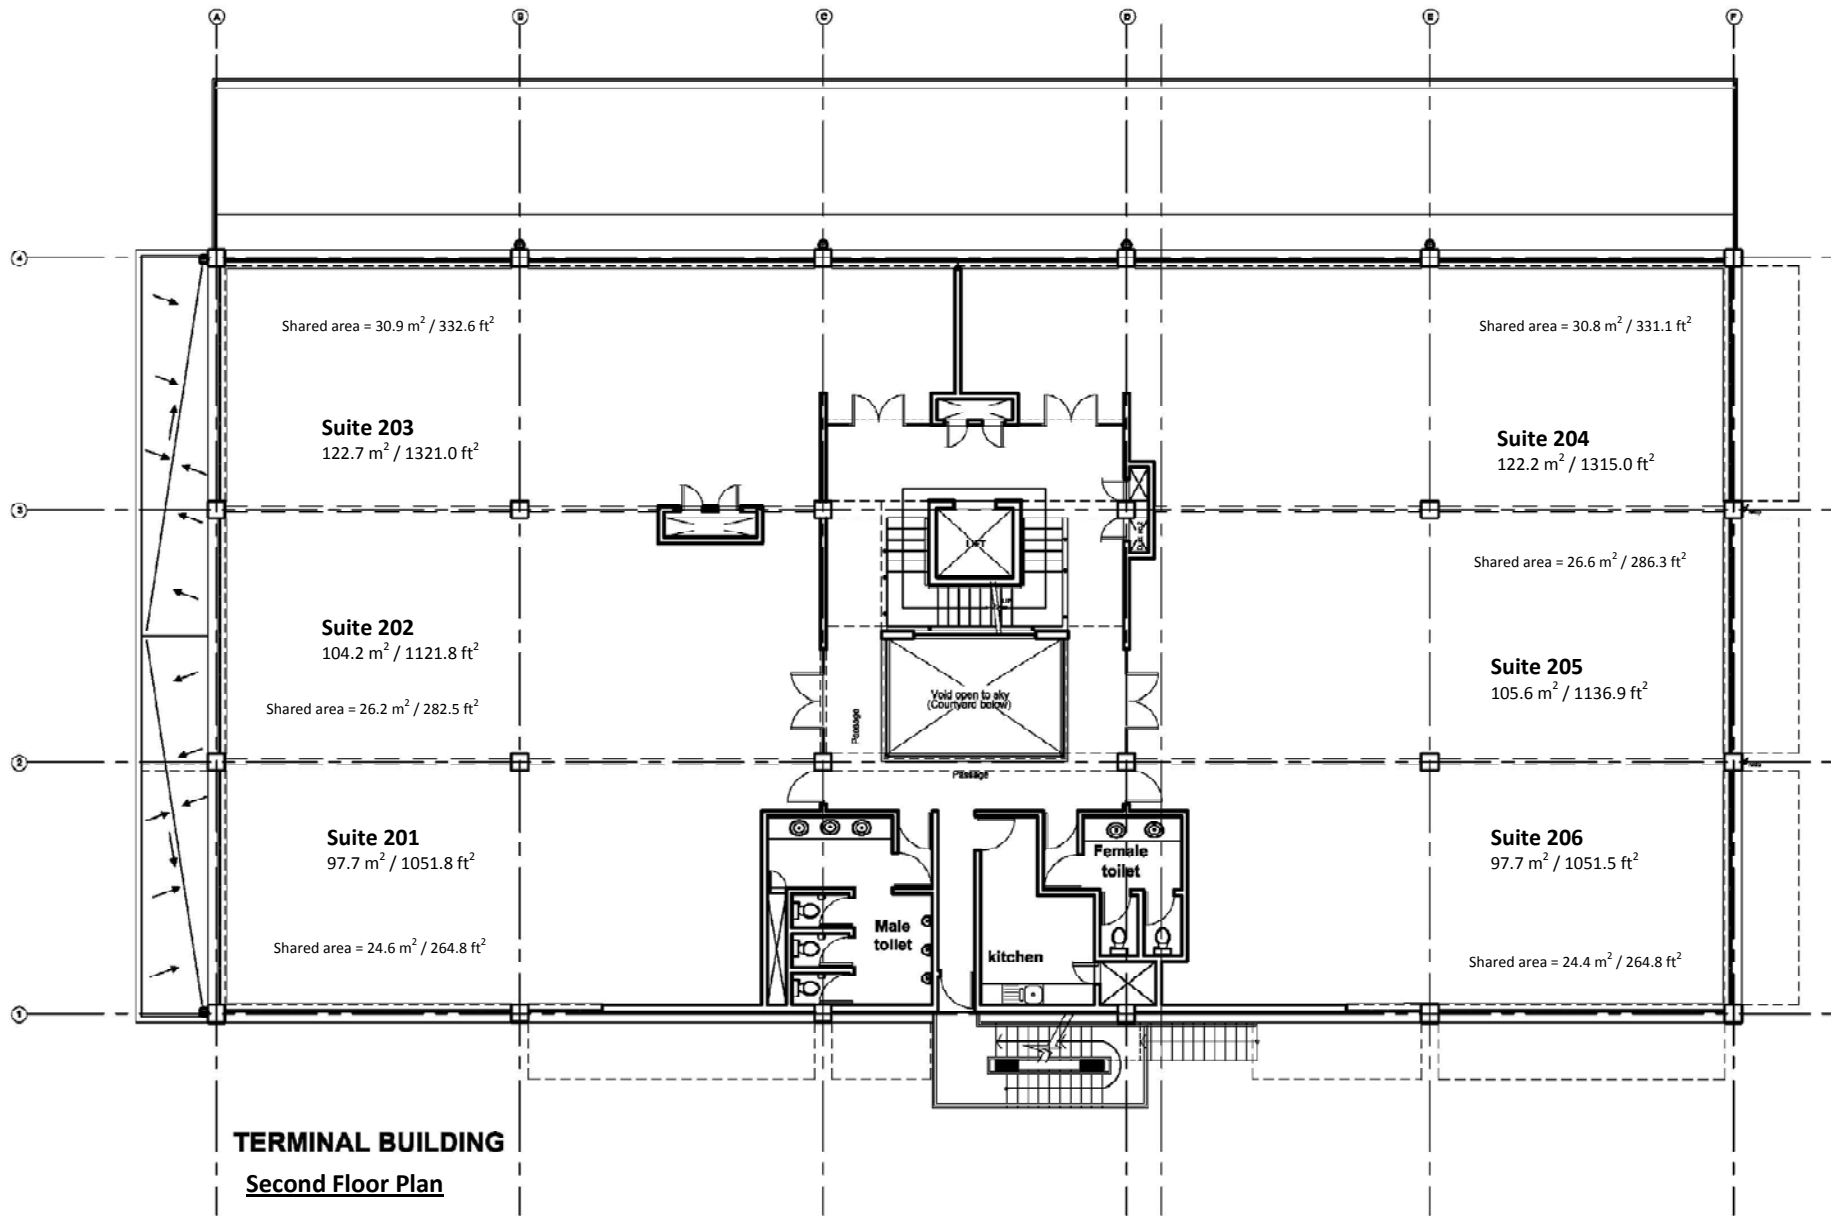 A B C D E F
4
Shared area = 30.9 m² / 332.6 ft²
Shared area = 30.8 m² / 331.1 ft²
Suite 203
122.7 m² / 1321.0 ft²
Suite 204
122.2 m² / 1315.0 ft²
3
LIFT
Shared area = 26.6 m² / 286.3 ft²
Suite 202
104.2 m² / 1121.8 ft²
Shared area = 26.2 m² / 282.5 ft²
Suite 205
105.6 m² / 1136.9 ft²
Void open to sky
(Courtyard below)
Passage
2
Passage
Suite 201
97.7 m² / 1051.8 ft²
Suite 206
97.7 m² / 1051.5 ft²
Female
toilet
Male
toilet
kitchen
Shared area = 24.6 m² / 264.8 ft²
Shared area = 24.4 m² / 264.8 ft²
1
TERMINAL BUILDING
Second Floor Plan